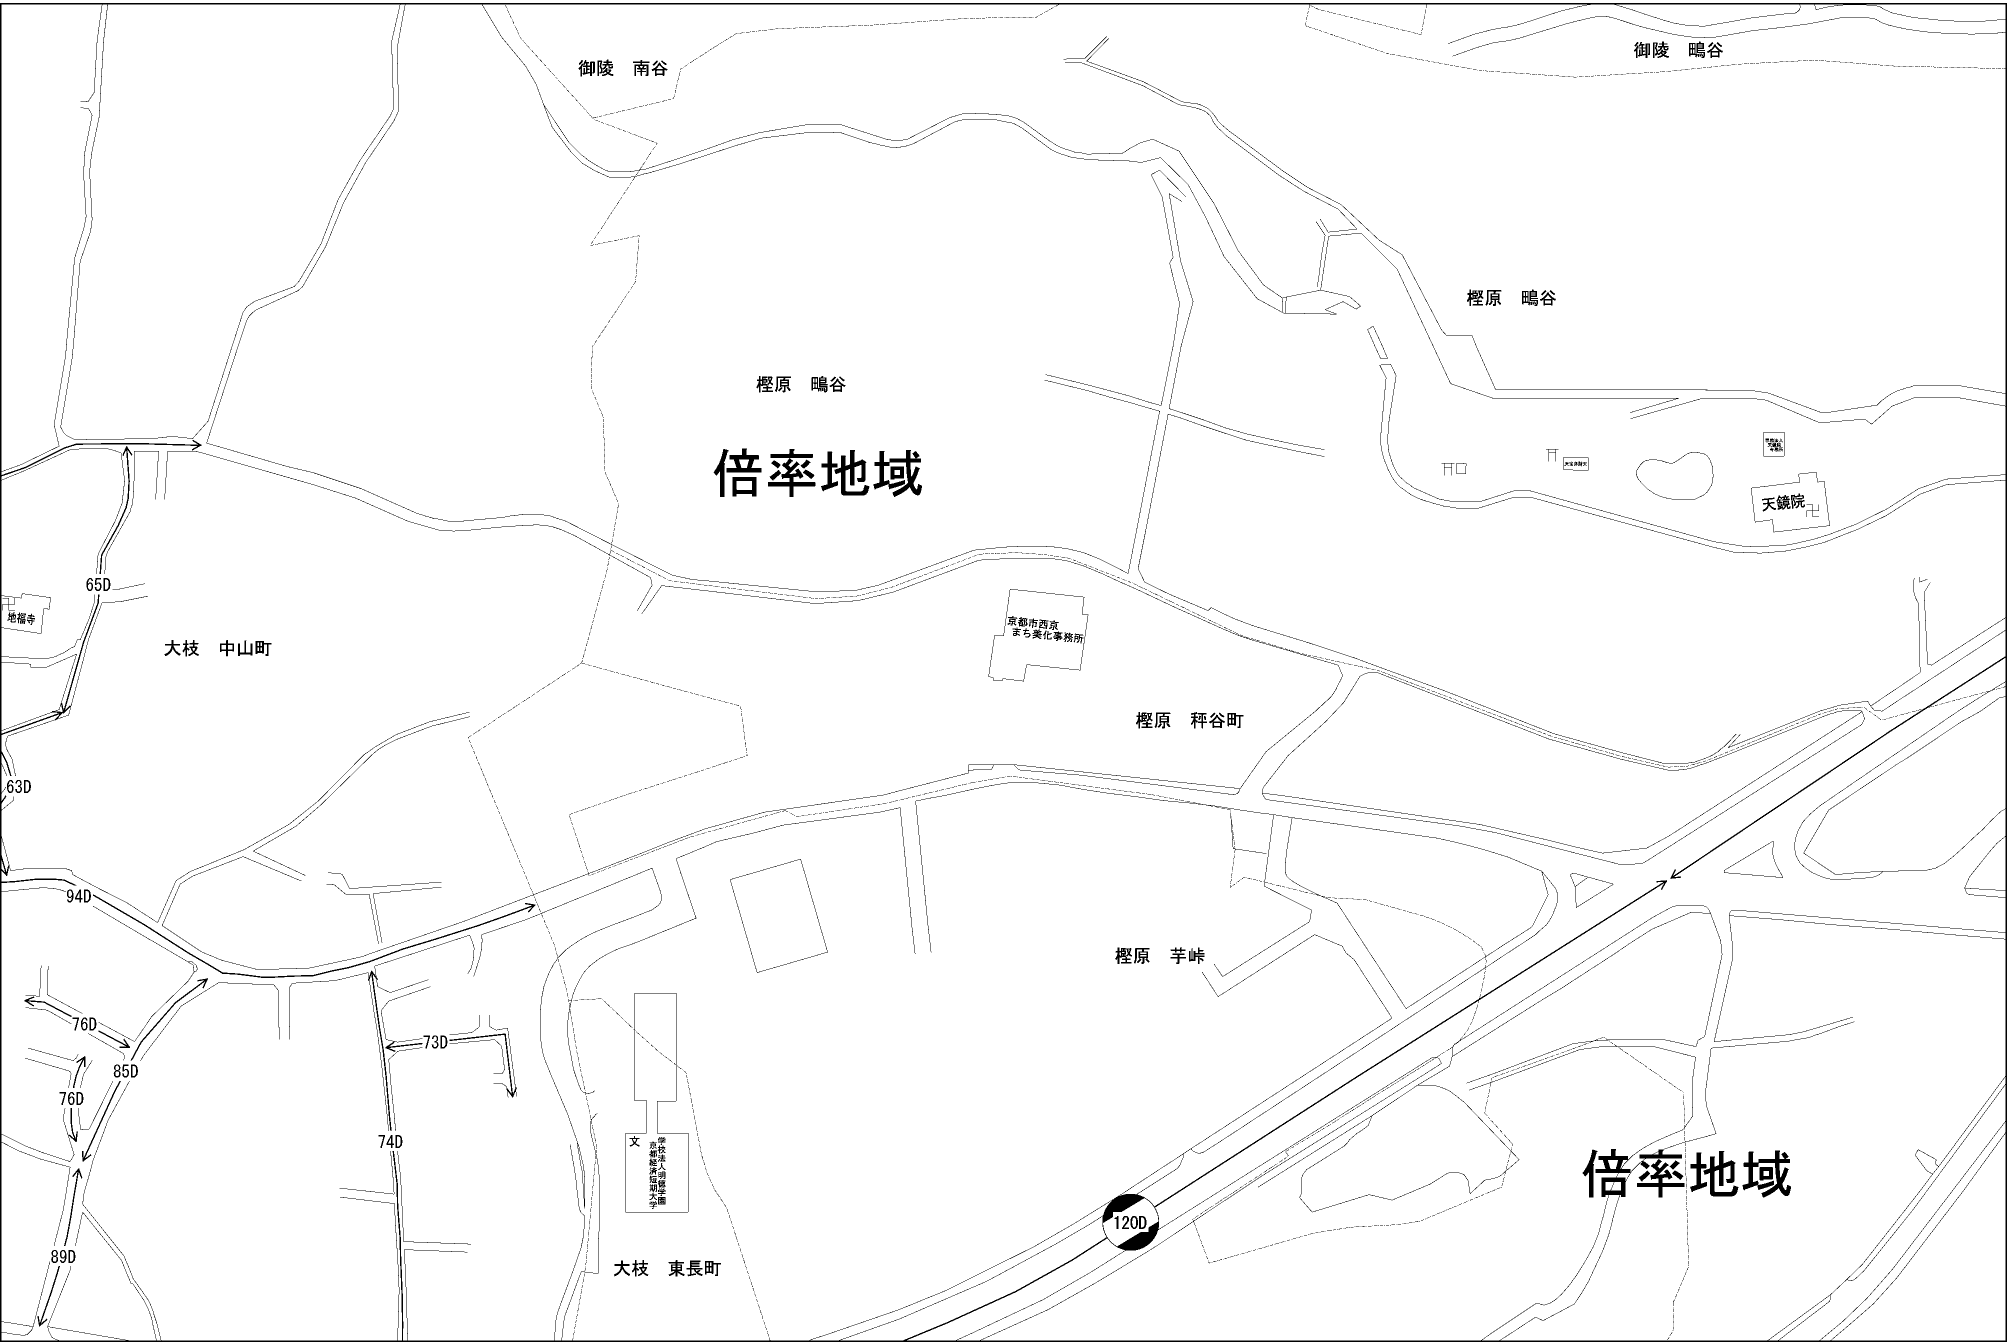 御陵　南谷
御陵　鴫谷
樫原　鴫谷
樫原　鴫谷
倍率地域
天鏡院
65D
地福寺
京都市西京
まち美化事務所
大枝　中山町
樫原　秤谷町
63D
94D
樫原　芋峠
76D
73D
85D
76D
74D
文
学校法人明徳学園
京都経済短期大学
倍率地域
120D
89D
大枝　東長町